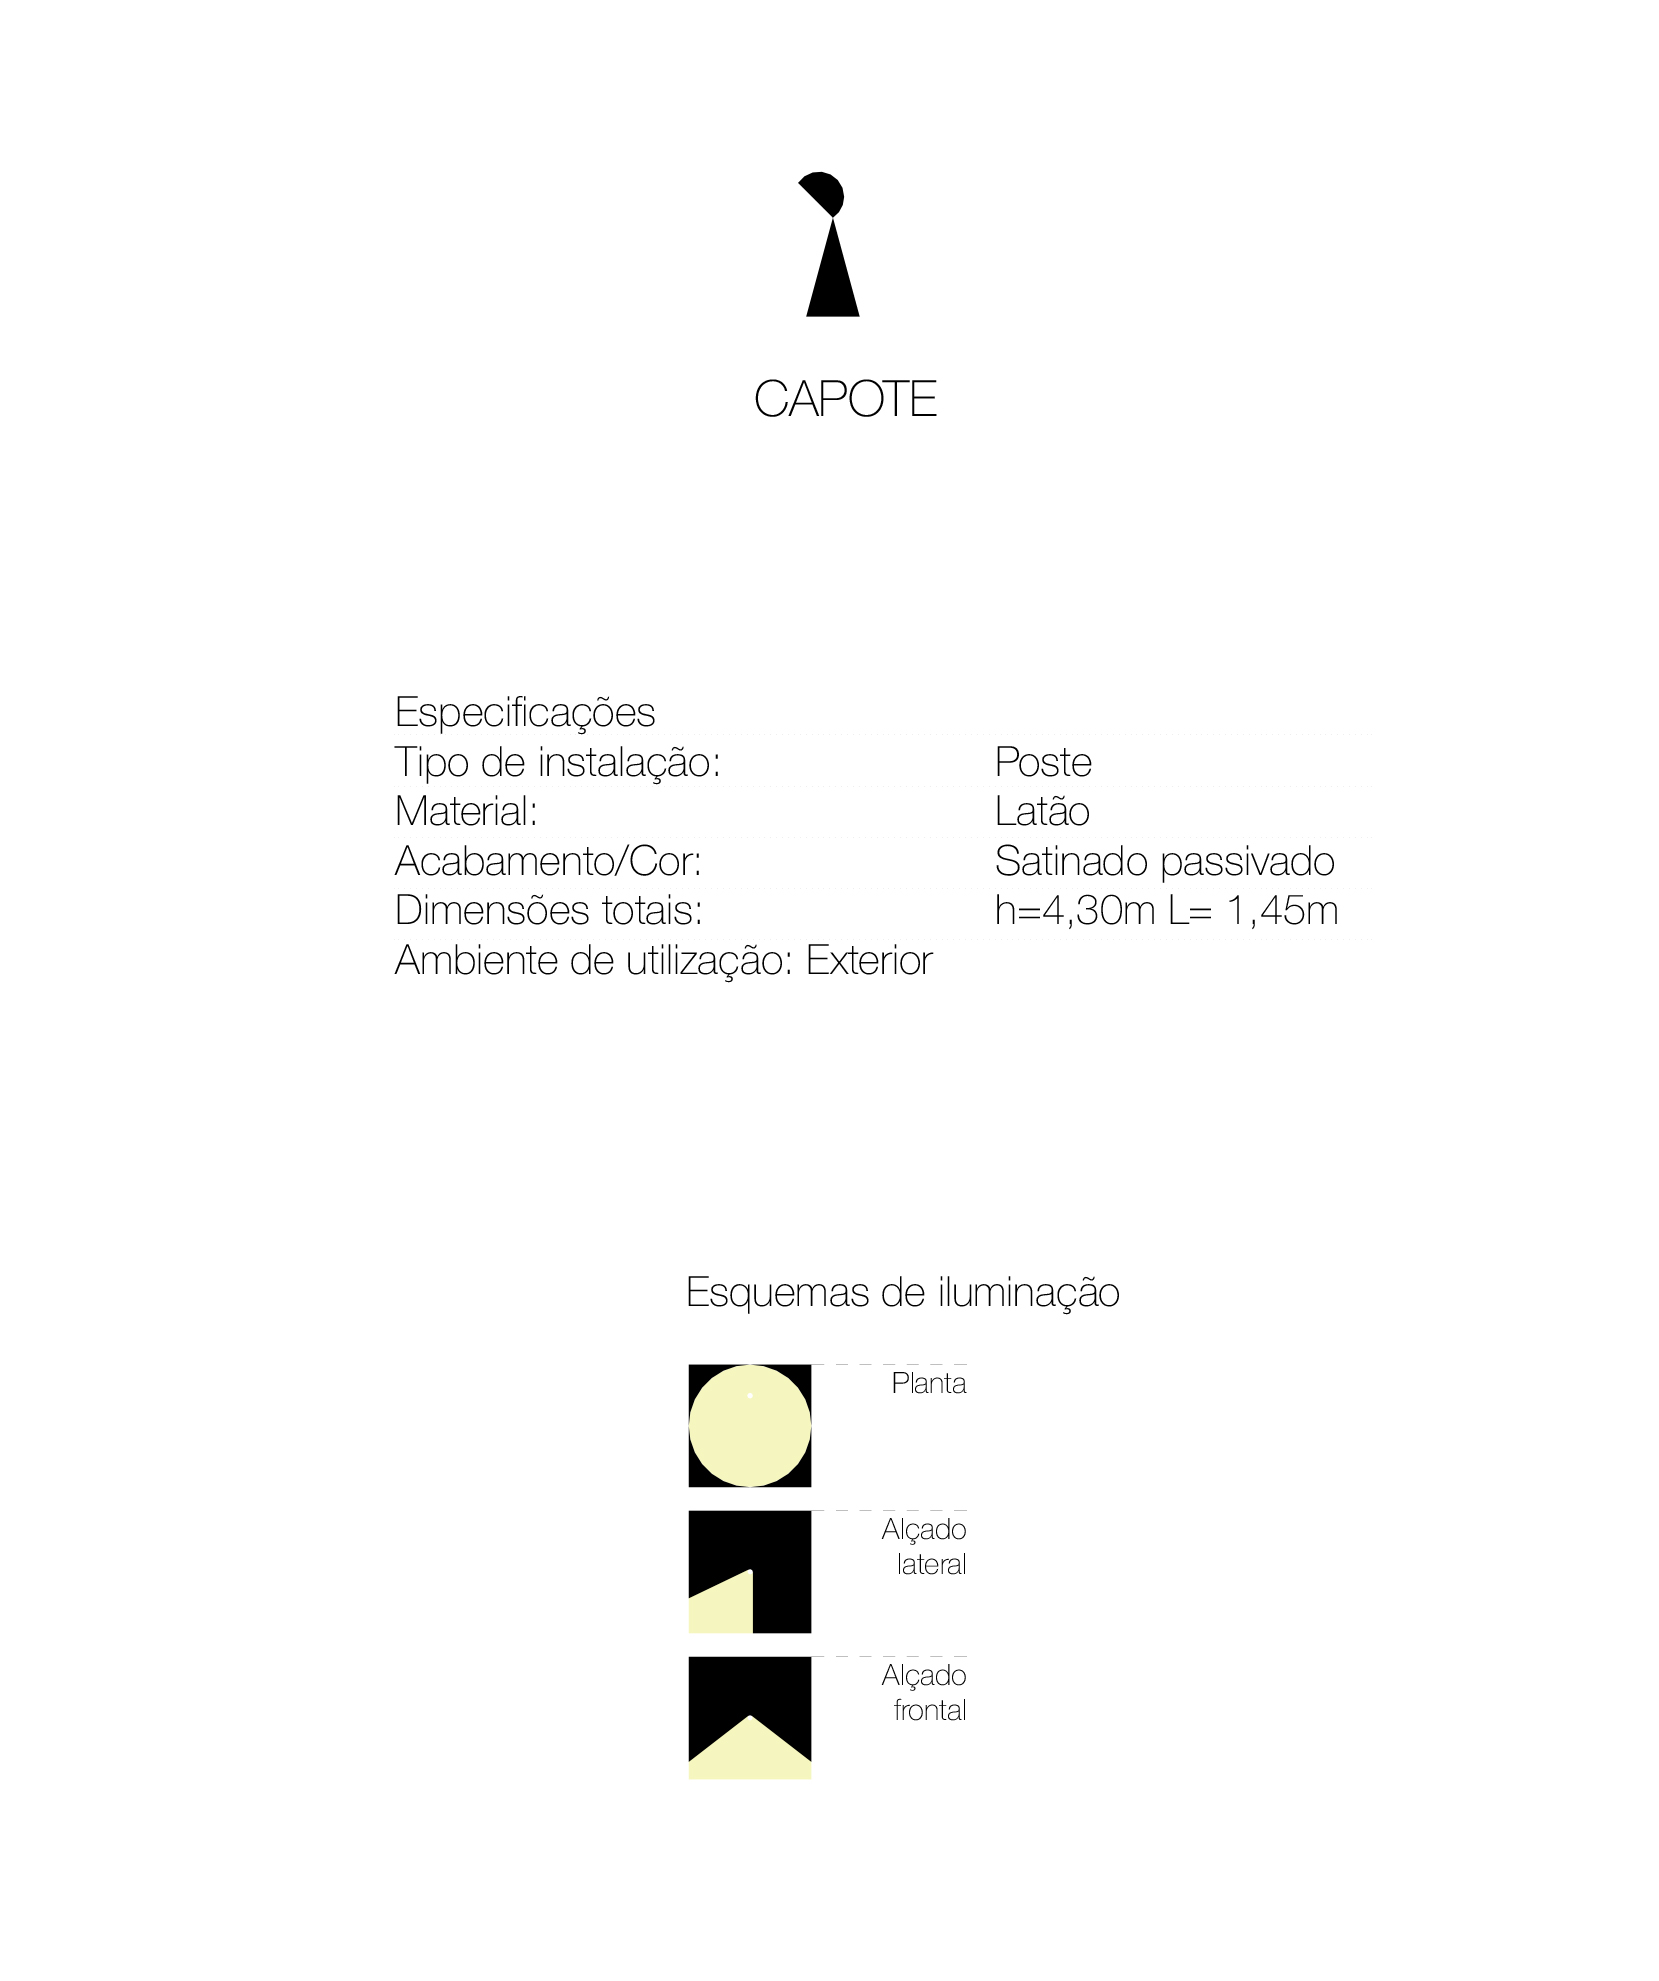 CAPOTE
Especificações
Tipo de instalação: Poste
Material: Latão
Acabamento/Cor: Satinado passivado
Dimensões totais: h=4,30m L= 1,45m
Ambiente de utilização: Exterior
Esquemas de iluminação
Planta
Alçado
lateral
Alçado
frontal